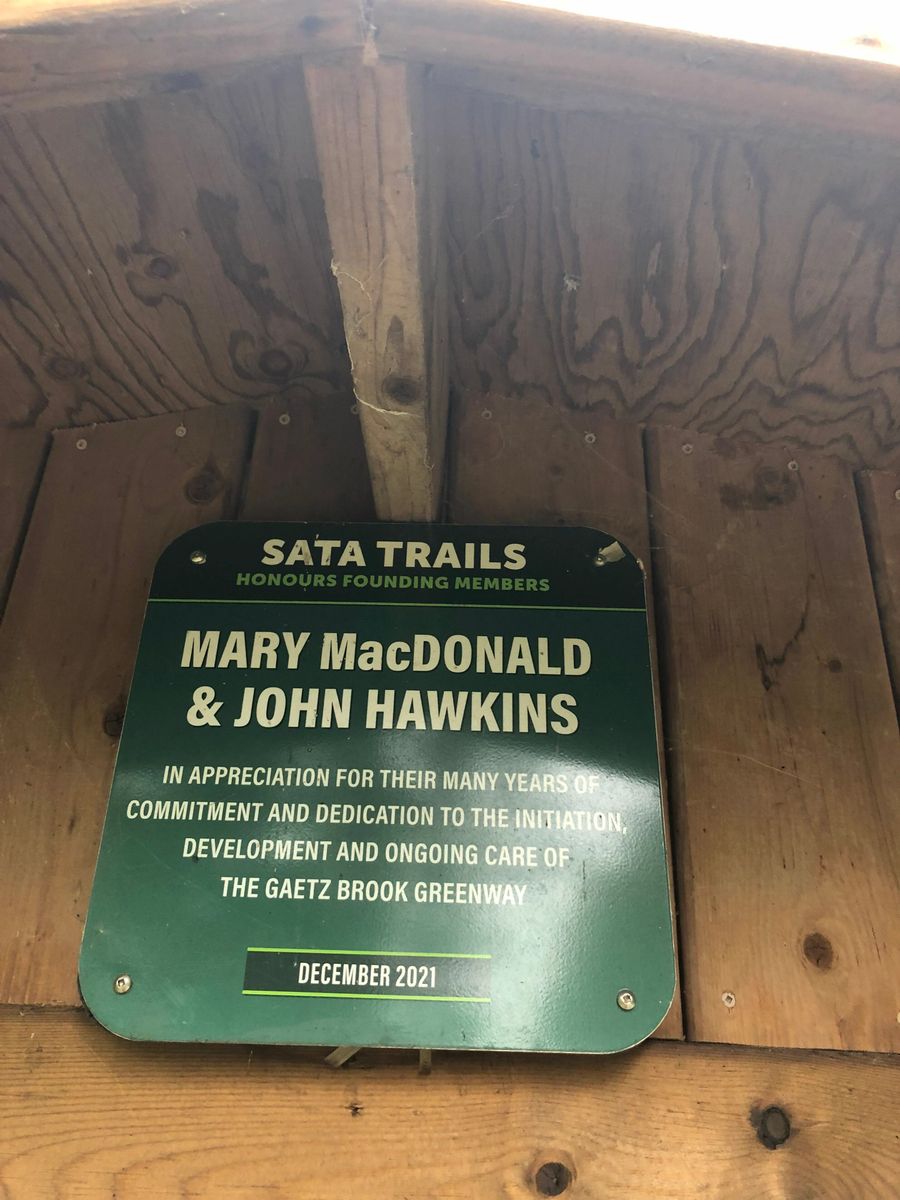 SATA TRAILS
HONOURS FOUNDING MEMBERS
MARY MacDONALD
& JOHN HAWKINS
IN APPRECIATION FOR THEIR MANY YEARS OF
COMMITMENT AND DEDICATION TO THE INITIATION,
DEVELOPMENT AND ONGOING CARE OF
THE GAETZ BROOK GREENWAY
DECEMBER 2021